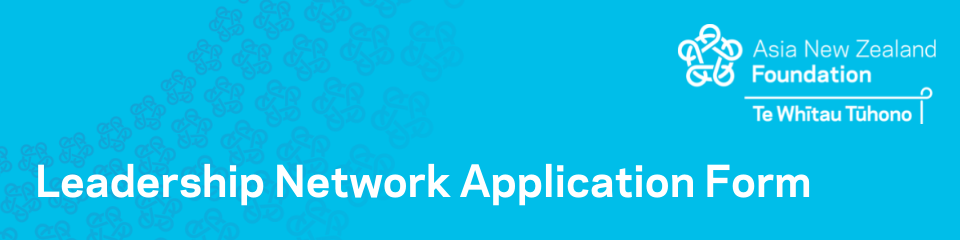 Asia New Zealand
Foundation
Te Whītau Tūhono
Leadership Network Application Form